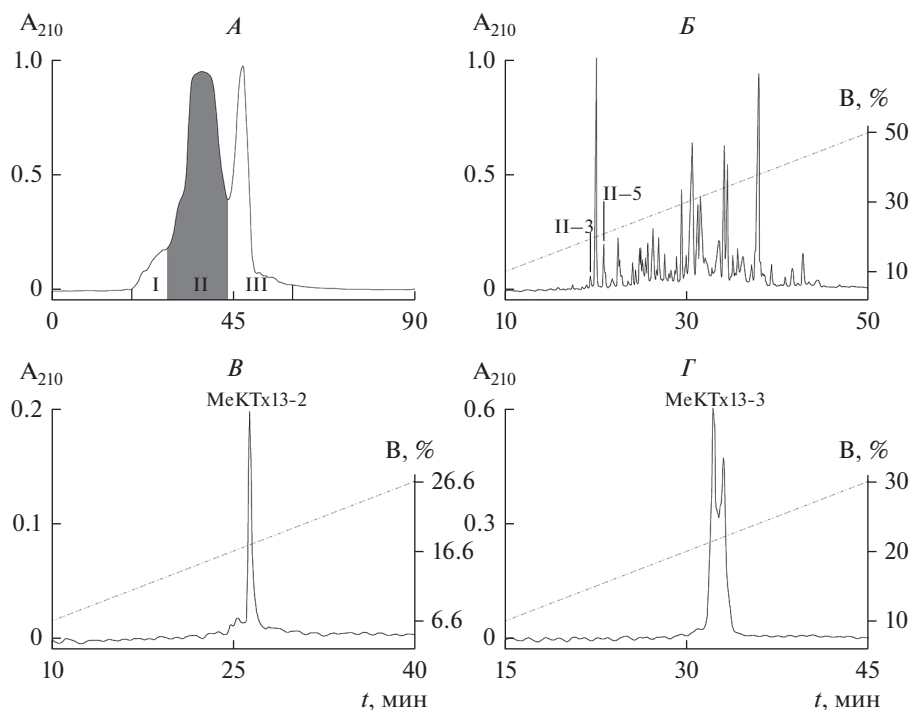 A210 А
1.0
0.5
0
I II III
0 45 90
A210 Б
1.0
B, %
50
0.5
II–5
II–3
30
10
0
10 30 50
A210 В
0.2
MeKTx13-2
B, %
26.6
0.1
16.6
6.6
0
10 25 40
t, мин
A210 Г
0.6
MeKTx13-3
B, %
30
0.3
20
10
0
15 30 45
t, мин